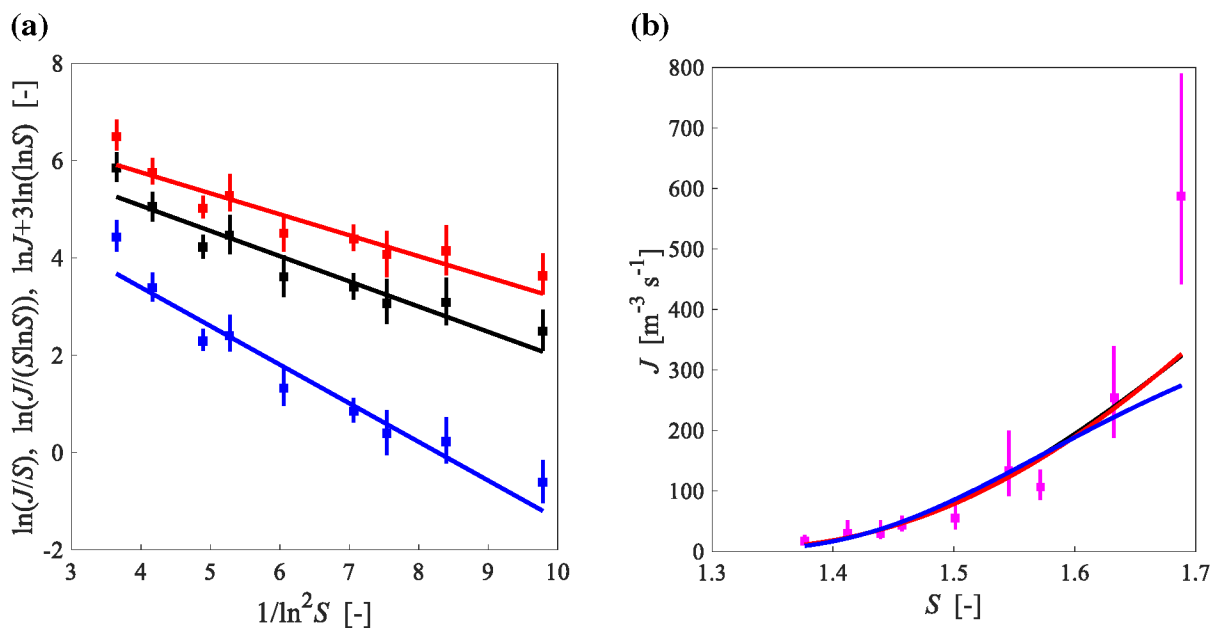 (a)
ln(J/S), ln(J/(SlnS)), lnJ+3ln(lnS) [-]
8
6
4
2
0
-2
3 4 5 6 7 8 9 10
1/ln²S [-]
(b)
J [m⁻³ s⁻¹]
800
700
600
500
400
300
200
100
0
1.3 1.4 1.5 1.6 1.7
S [-]